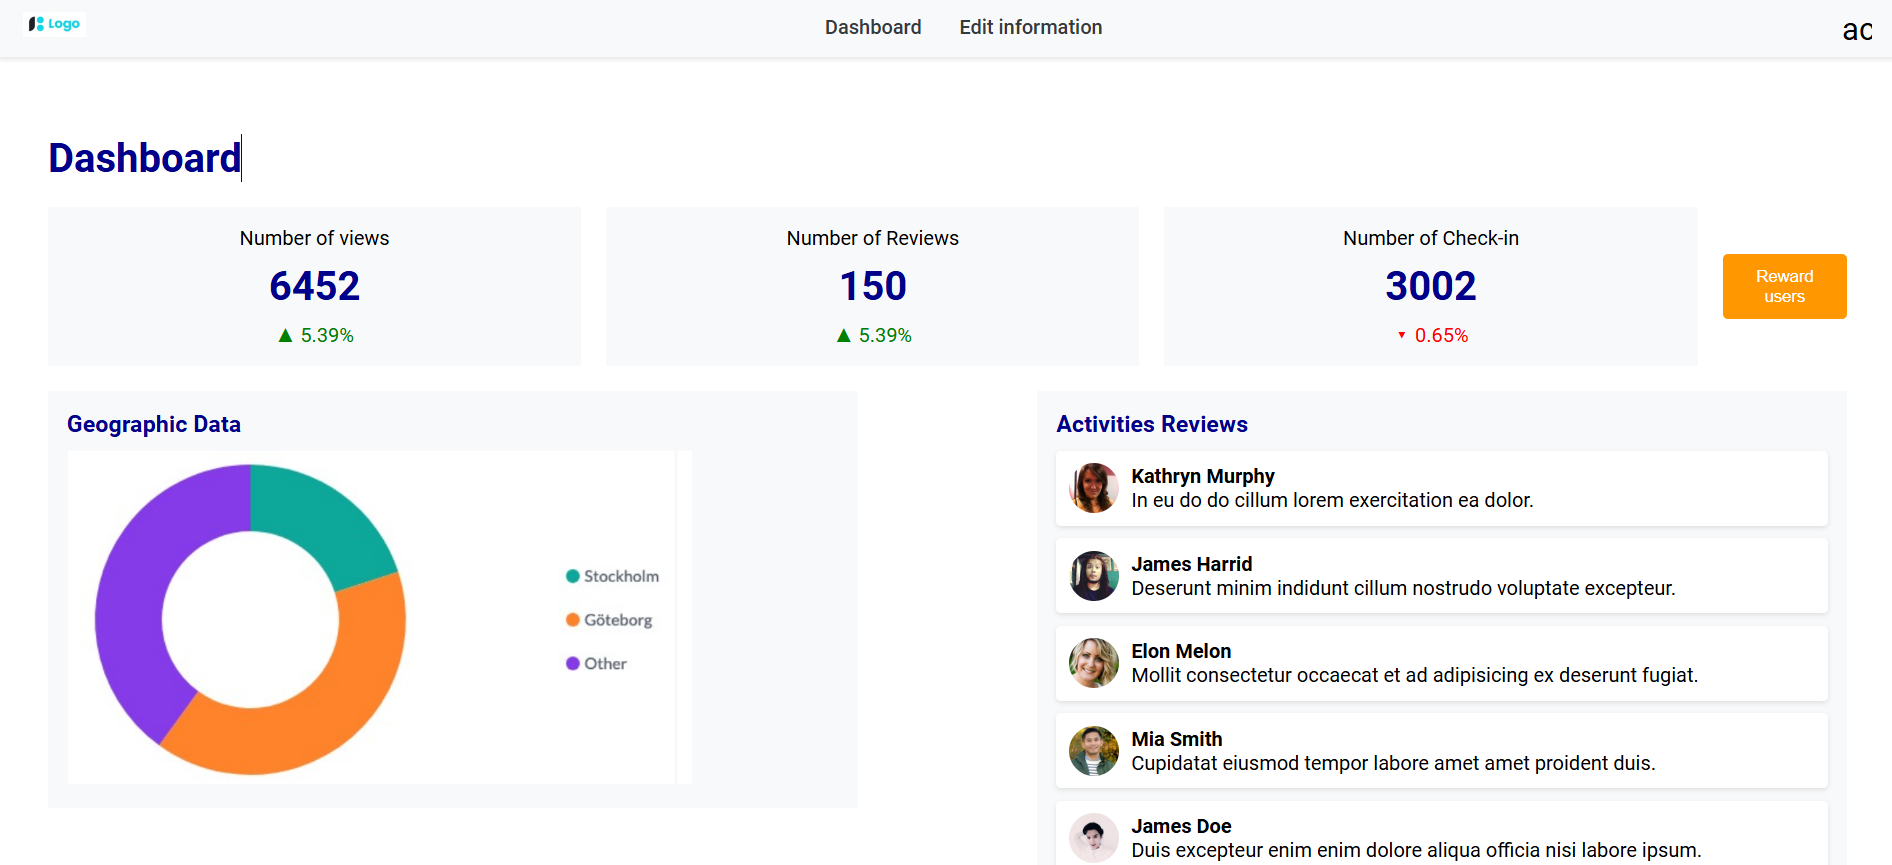 Logo
Dashboard
Edit information
ac
Dashboard
Number of views
6452
▲ 5.39%
Number of Reviews
150
▲ 5.39%
Number of Check-in
3002
▼ 0.65%
Reward
users
Geographic Data
Stockholm
Göteborg
Other
Activities Reviews
Kathryn Murphy
In eu do do cillum lorem exercitation ea dolor.
James Harrid
Deserunt minim indidunt cillum nostrudo voluptate excepteur.
Elon Melon
Mollit consectetur occaecat et ad adipisicing ex deserunt fugiat.
Mia Smith
Cupidatat eiusmod tempor labore amet amet proident duis.
James Doe
Duis excepteur enim enim dolore aliqua officia nisi labore ipsum.